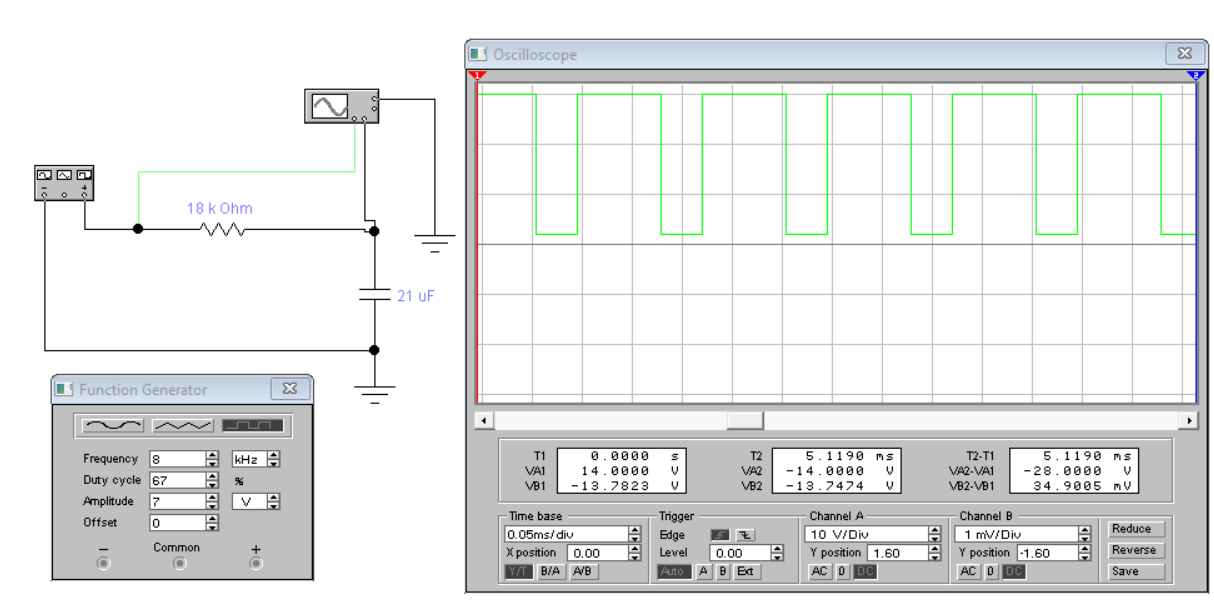 Oscilloscope
1
2
18 k Ohm
21 uF
Function Generator
Frequency 8 kHz
Duty cycle 67 %
Amplitude 7 V
Offset 0
− Common +
T1 0.0000 s
VA1 14.0000 V
VB1 -13.7823 V
T2 5.1190 ms
VA2 -14.0000 V
VB2 -13.7474 V
T2-T1 5.1190 ms
VA2-VA1 -28.0000 V
VB2-VB1 34.9005 mV
Time base
0.05ms/div
X position 0.00
Y/T B/A A/B
Trigger
Edge
Level 0.00
Auto A B Ext
Channel A
10 V/Div
Y position 1.60
AC 0 DC
Channel B
1 mV/Div
Y position -1.60
AC 0 DC
Reduce
Reverse
Save